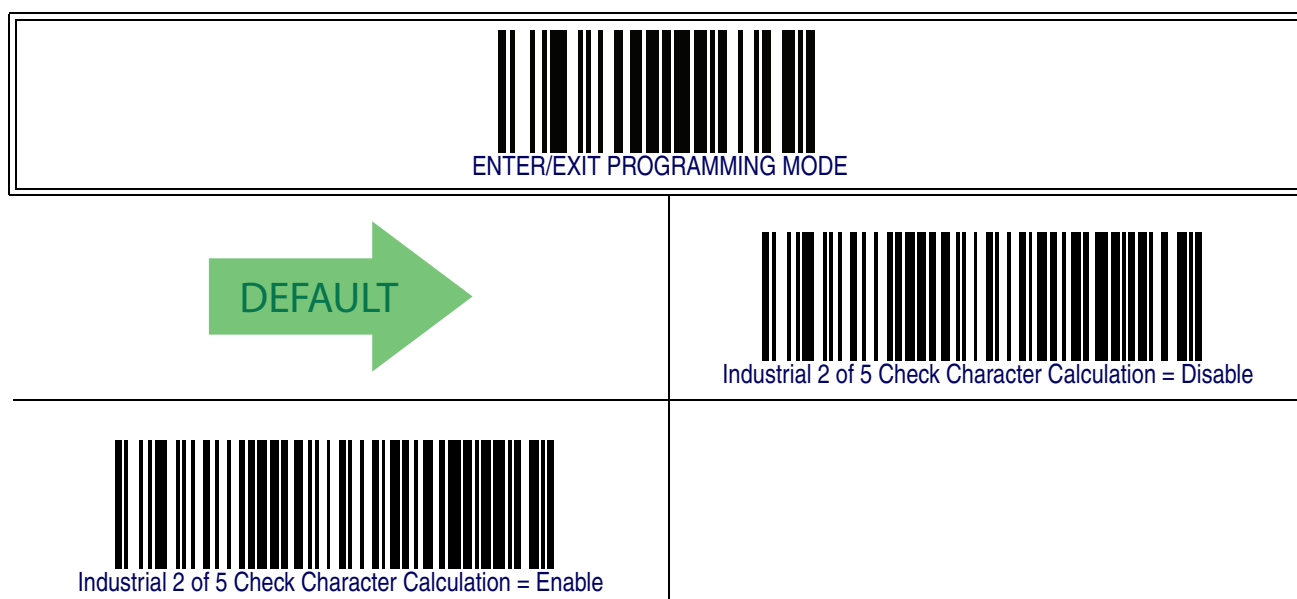 ENTER/EXIT PROGRAMMING MODE
DEFAULT
Industrial 2 of 5 Check Character Calculation = Disable
Industrial 2 of 5 Check Character Calculation = Enable